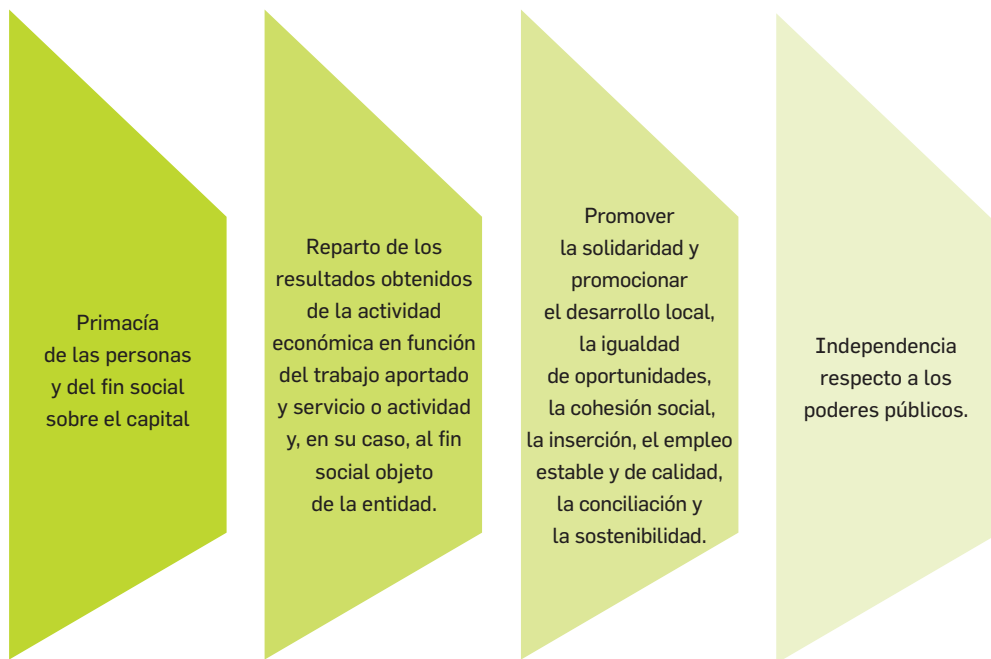 Primacía
de las personas
y del fin social
sobre el capital
Reparto de los
resultados obtenidos
de la actividad
económica en función
del trabajo aportado
y servicio o actividad
y, en su caso, al fin
social objeto
de la entidad.
Promover
la solidaridad y
promocionar
el desarrollo local,
la igualdad
de oportunidades,
la cohesión social,
la inserción, el empleo
estable y de calidad,
la conciliación y
la sostenibilidad.
Independencia
respecto a los
poderes públicos.